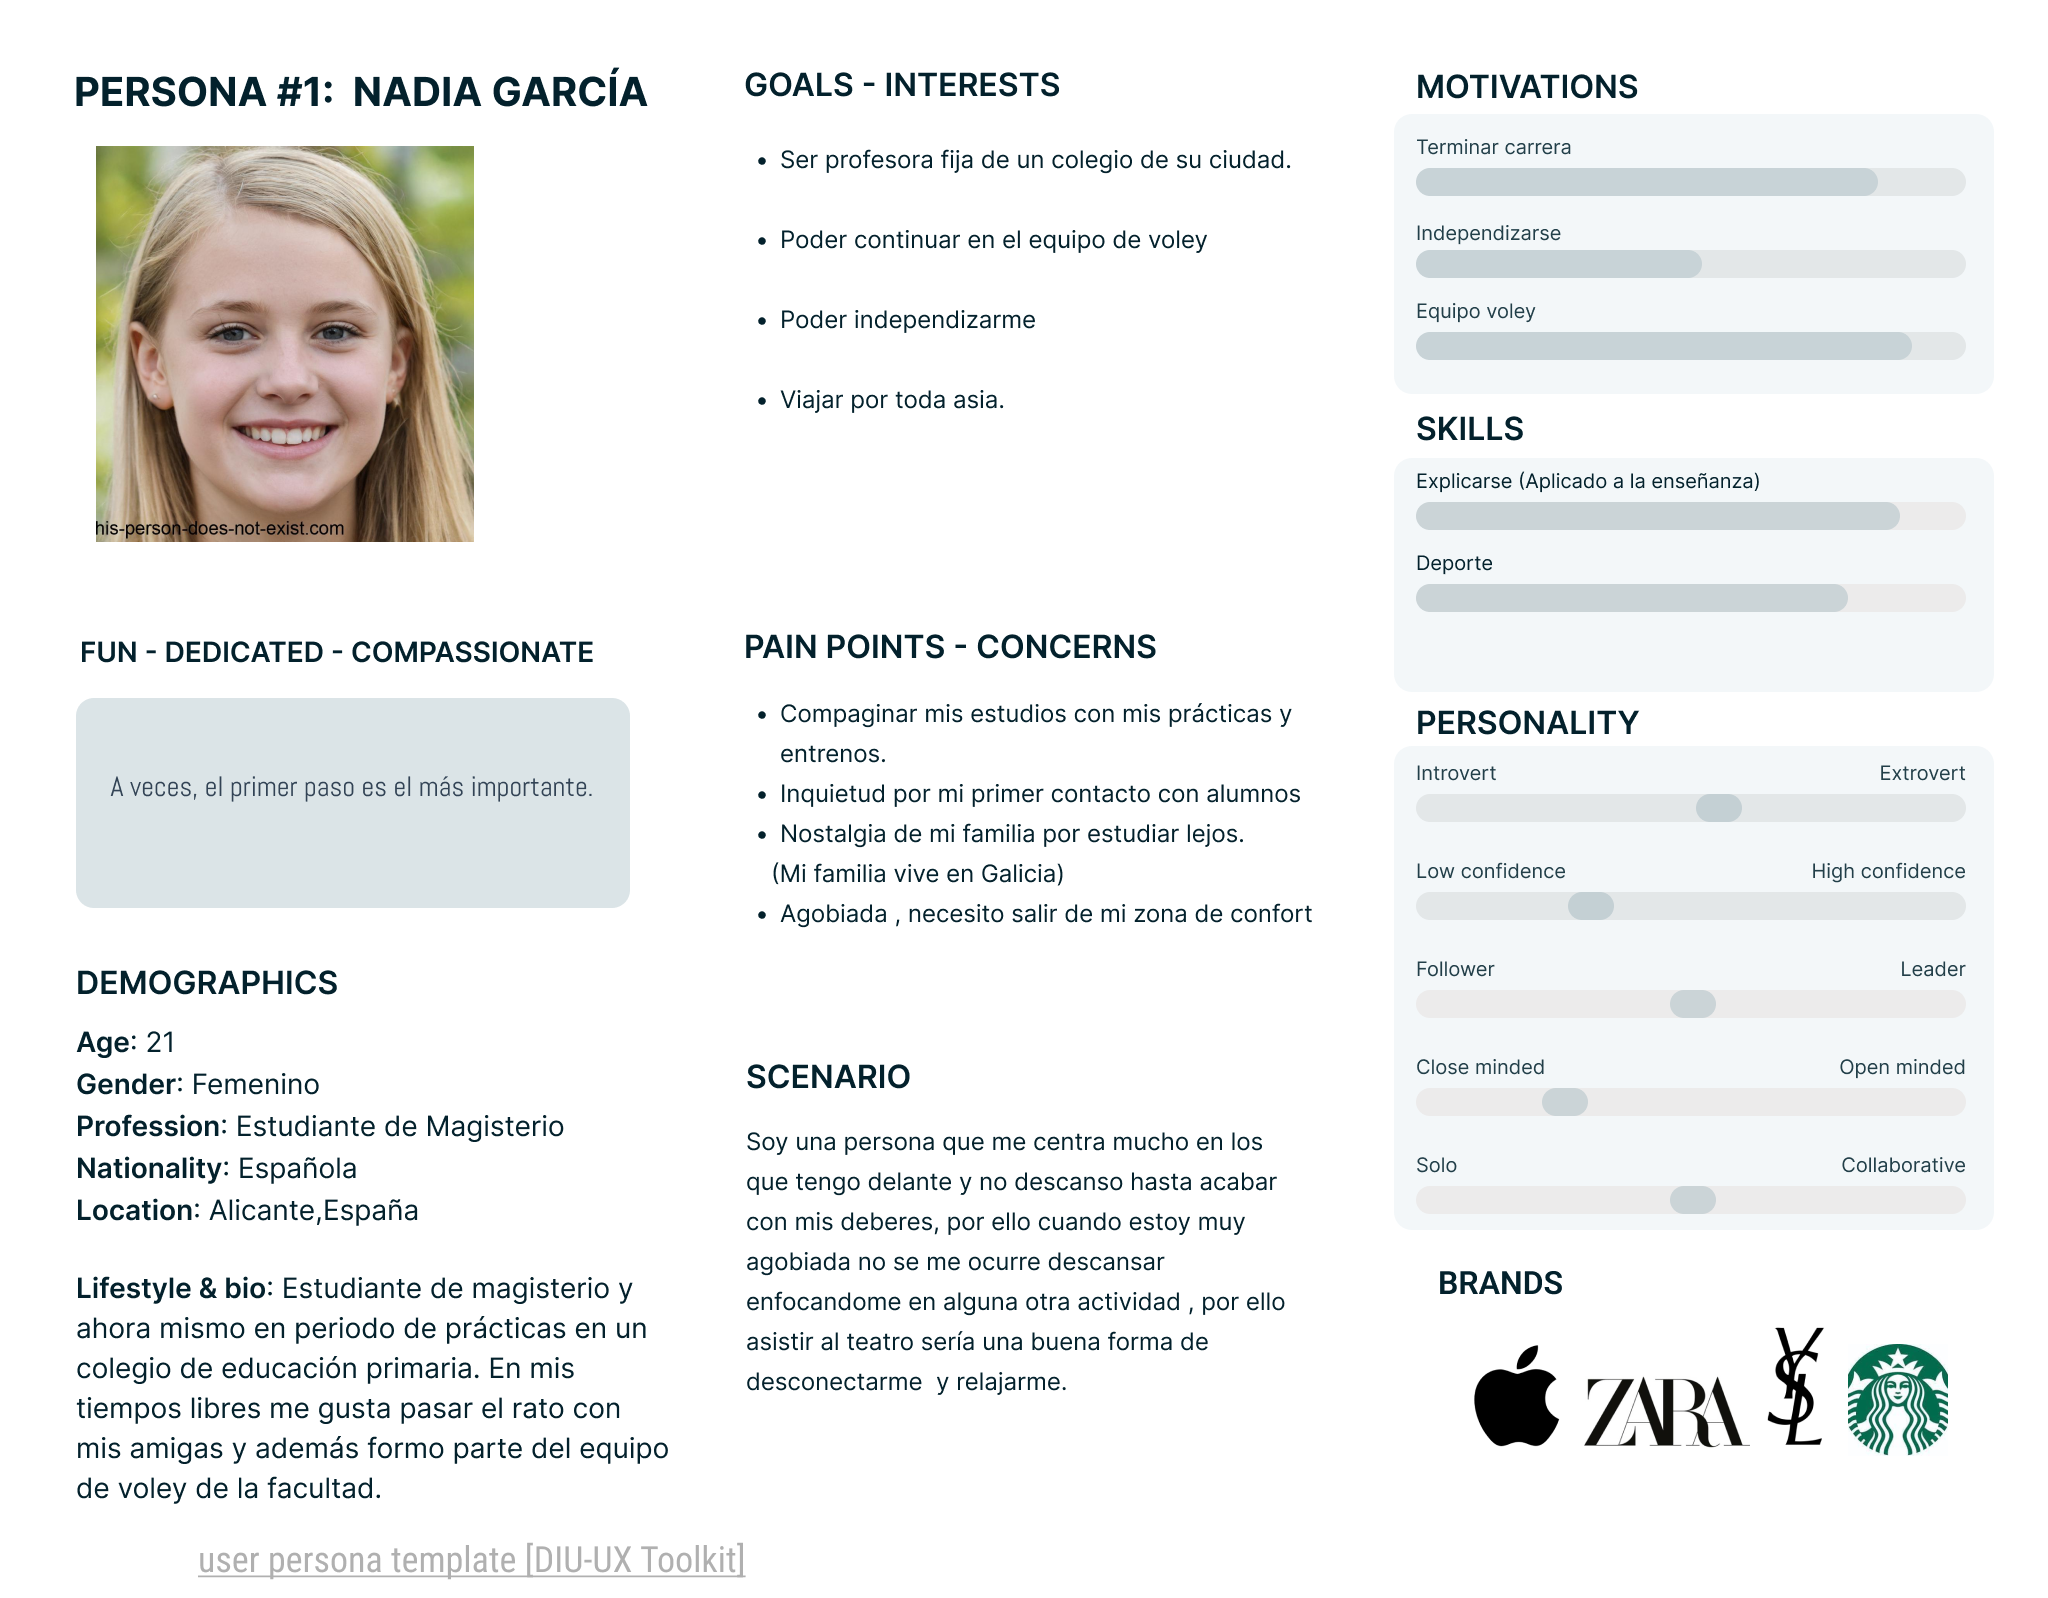 PERSONA #1: NADIA GARCÍA
his-person-does-not-exist.com
FUN - DEDICATED - COMPASSIONATE
A veces, el primer paso es el más importante.
DEMOGRAPHICS
Age: 21
Gender: Femenino
Profession: Estudiante de Magisterio
Nationality: Española
Location: Alicante,España
Lifestyle & bio: Estudiante de magisterio y
ahora mismo en periodo de prácticas en un
colegio de educación primaria. En mis
tiempos libres me gusta pasar el rato con
mis amigas y además formo parte del equipo
de voley de la facultad.
user persona template [DIU-UX Toolkit]
GOALS - INTERESTS
• Ser profesora fija de un colegio de su ciudad.
• Poder continuar en el equipo de voley
• Poder independizarme
• Viajar por toda asia.
PAIN POINTS - CONCERNS
• Compaginar mis estudios con mis prácticas y
entrenos.
• Inquietud por mi primer contacto con alumnos
• Nostalgia de mi familia por estudiar lejos.
(Mi familia vive en Galicia)
• Agobiada , necesito salir de mi zona de confort
SCENARIO
Soy una persona que me centra mucho en los
que tengo delante y no descanso hasta acabar
con mis deberes, por ello cuando estoy muy
agobiada no se me ocurre descansar
enfocandome en alguna otra actividad , por ello
asistir al teatro sería una buena forma de
desconectarme y relajarme.
MOTIVATIONS
Terminar carrera
Independizarse
Equipo voley
SKILLS
Explicarse (Aplicado a la enseñanza)
Deporte
PERSONALITY
Introvert Extrovert
Low confidence High confidence
Follower Leader
Close minded Open minded
Solo Collaborative
BRANDS
ZARA YSL